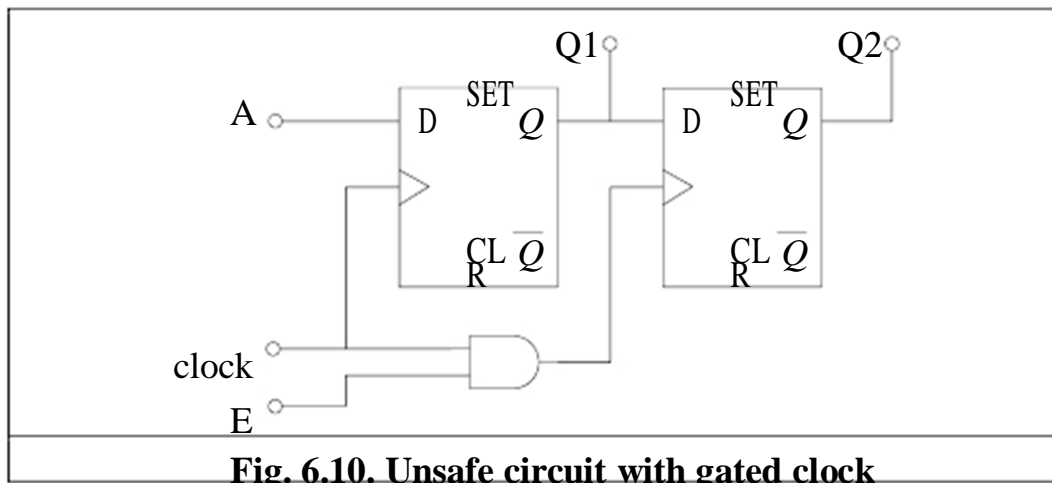 Q1 Q2
SET SET
A D Q D Q
CL Q CL Q
R R
clock
E
Fig. 6.10. Unsafe circuit with gated clock